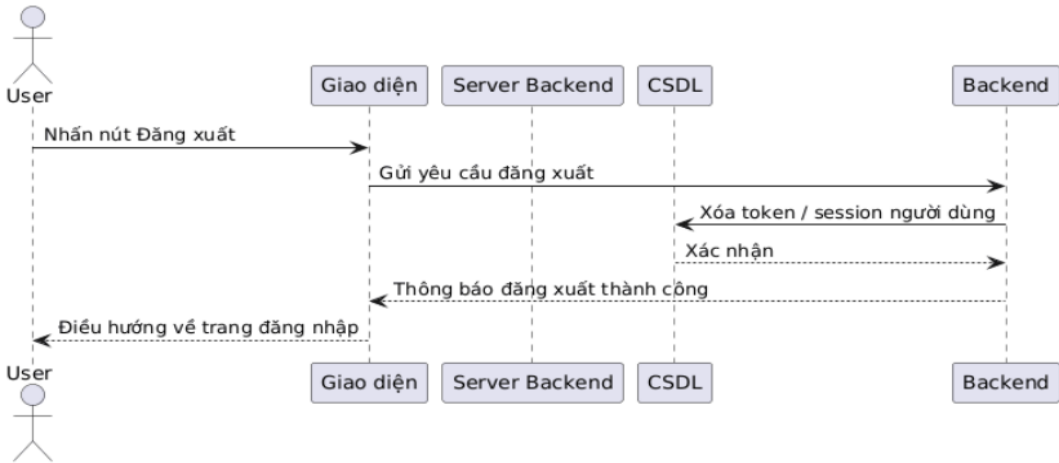 User
Giao diện
Server Backend
CSDL
Backend
Nhấn nút Đăng xuất
Gửi yêu cầu đăng xuất
Xóa token / session người dùng
Xác nhận
Thông báo đăng xuất thành công
Điều hướng về trang đăng nhập
User
Giao diện
Server Backend
CSDL
Backend